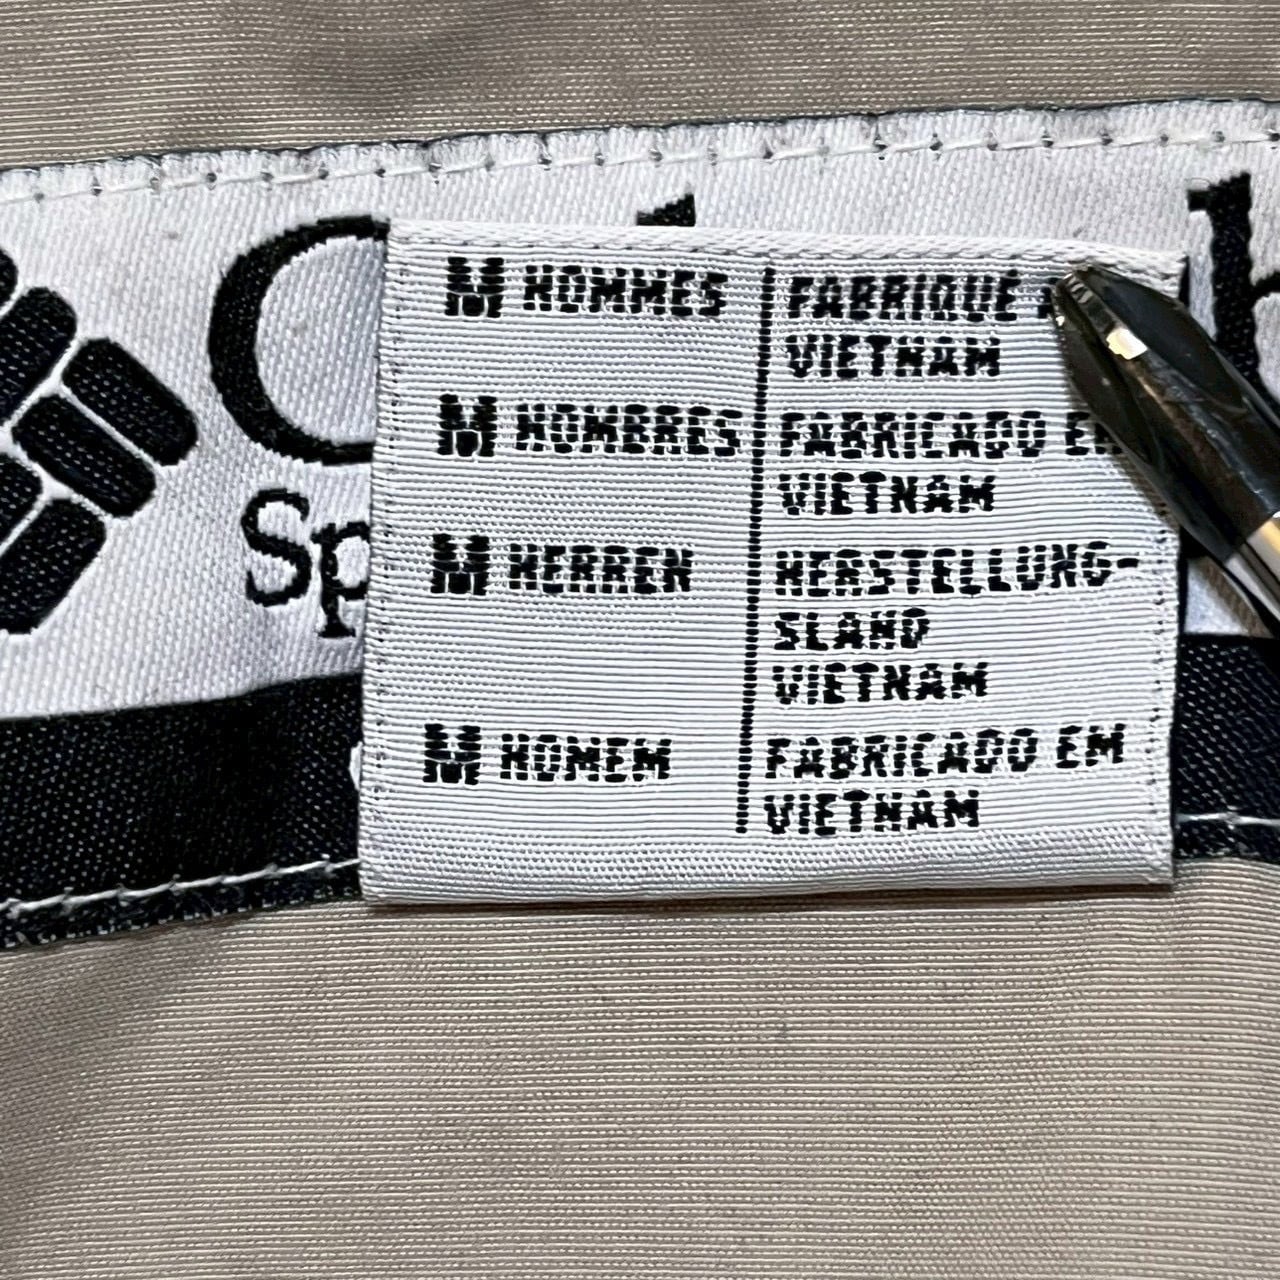 M HOMMES
FABRIQUÉ
VIETNAM
M HOMBRES
FABRICADO
VIETNAM
M HERREN
HERSTELLUNG-
SLAND
VIETNAM
M HOMEM
FABRICADO EM
VIETNAM